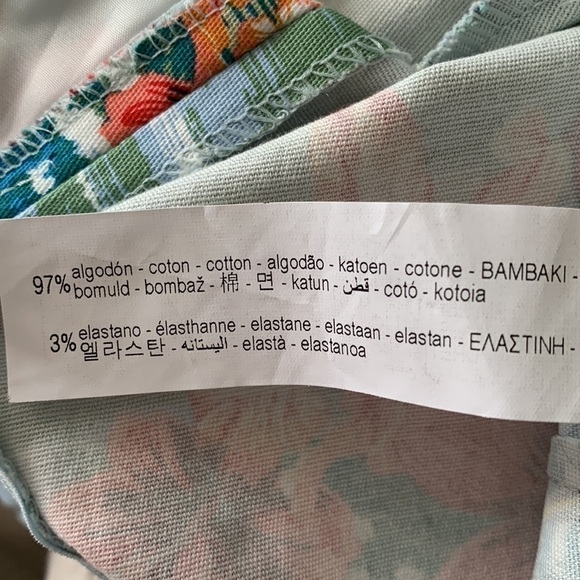 97% algodón - coton - cotton - algodão - katoen - cotone - BAMBAKI -
bomuld - bombaž - 棉 - 면 - katun - قطن - cotó - kotoia
3% elastano - élasthanne - elastane - elastaan - elastan - ΕΛΑΣΤΙΝΗ -
엘라스탄 - اليستانه - elastà - elastanoa